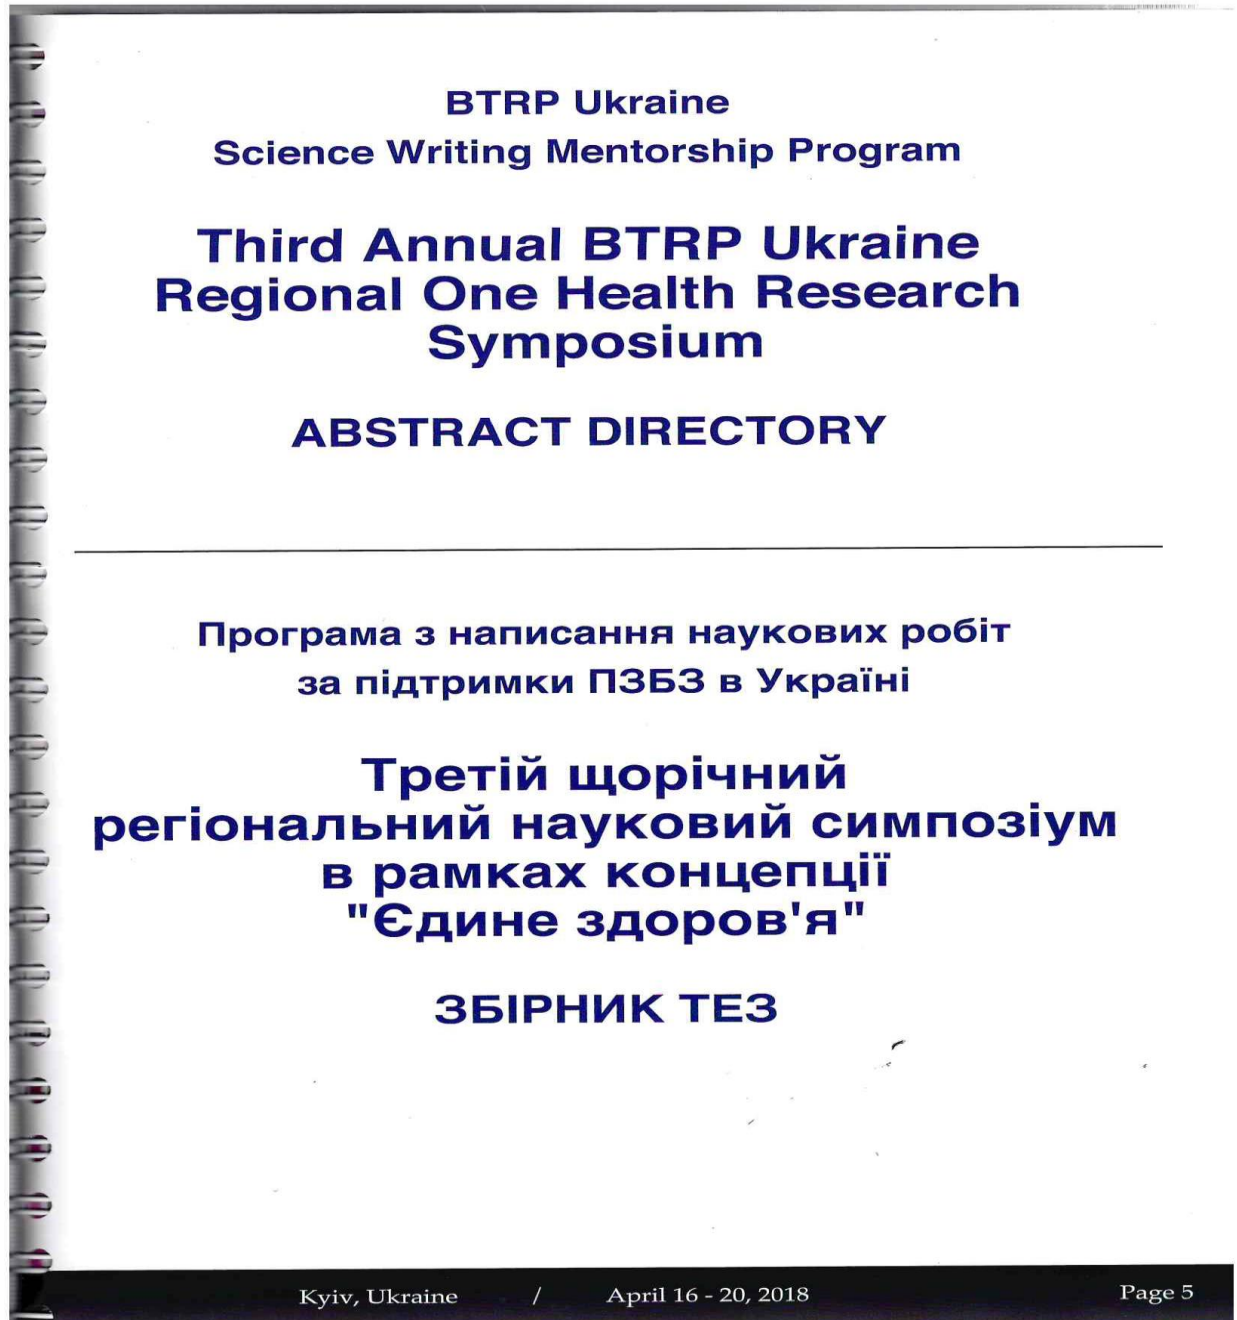 BTRP Ukraine
Science Writing Mentorship Program
Third Annual BTRP Ukraine
Regional One Health Research
Symposium
ABSTRACT DIRECTORY
Програма з написання наукових робіт
за підтримки ПЗБЗ в Україні
Третій щорічний
регіональний науковий симпозіум
в рамках концепції
"Єдине здоров'я"
ЗБІРНИК ТЕЗ
Kyiv, Ukraine / April 16 - 20, 2018 Page 5